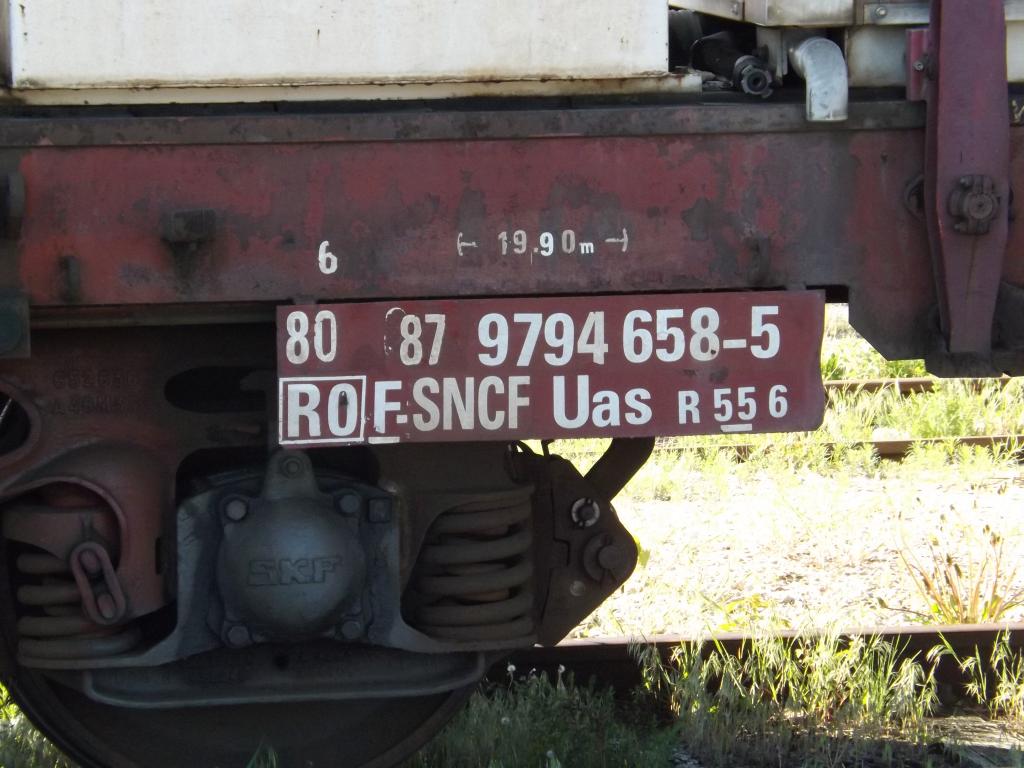 6 19.90m
80 87 9794 658-5
RO F-SNCF Uas R 55 6
SKF